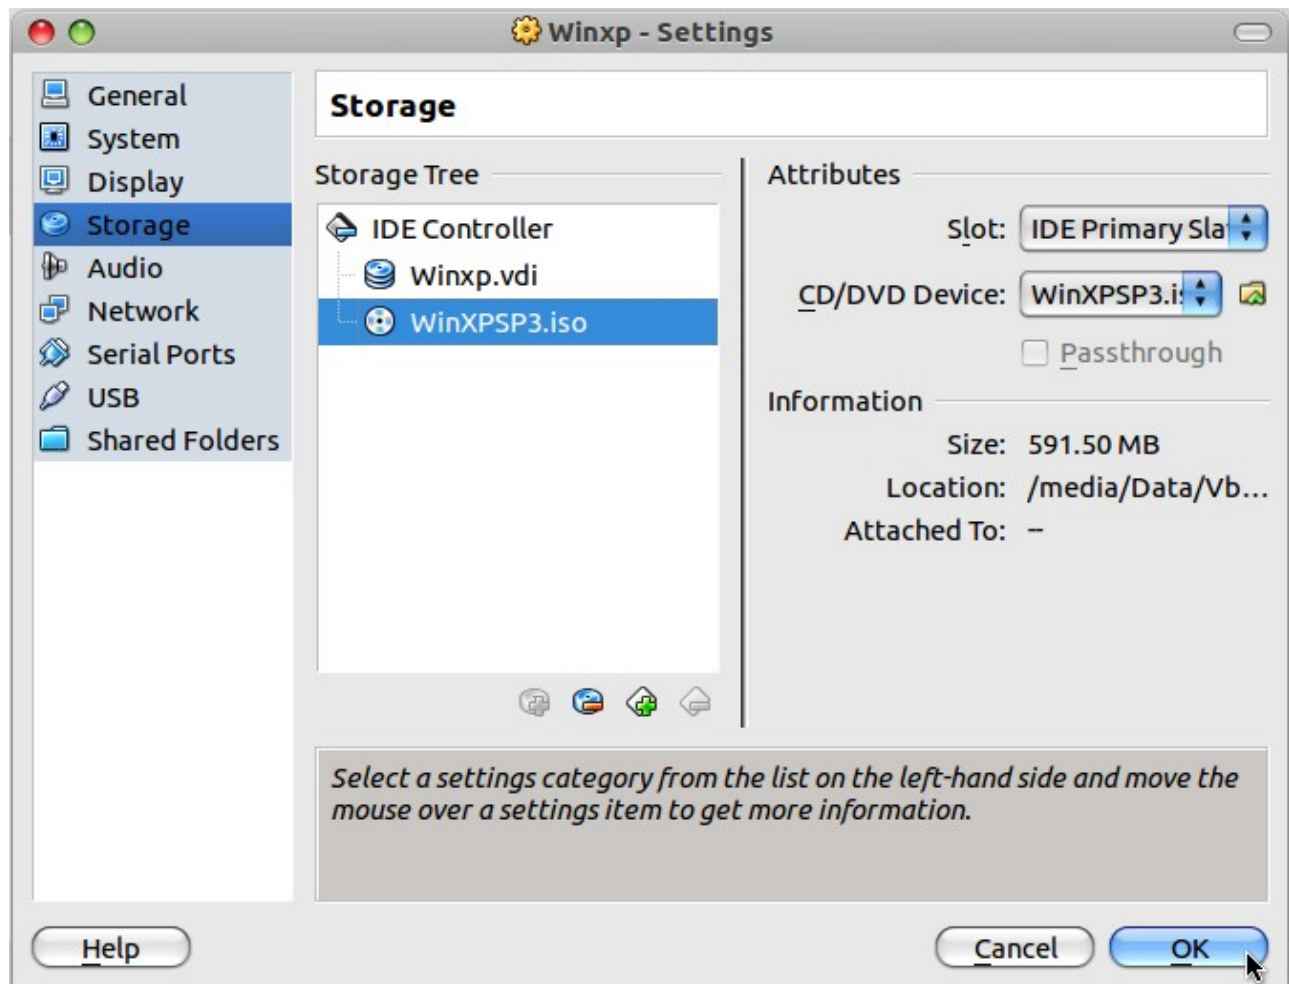 Winxp - Settings
General
System
Display
Storage
Audio
Network
Serial Ports
USB
Shared Folders
Storage
Storage Tree
IDE Controller
Winxp.vdi
WinXPSP3.iso
Attributes
Slot: IDE Primary Sla
CD/DVD Device: WinXPSP3.i
Passthrough
Information
Size: 591.50 MB
Location: /media/Data/Vb...
Attached To: --
Select a settings category from the list on the left-hand side and move the
mouse over a settings item to get more information.
Help
Cancel
OK